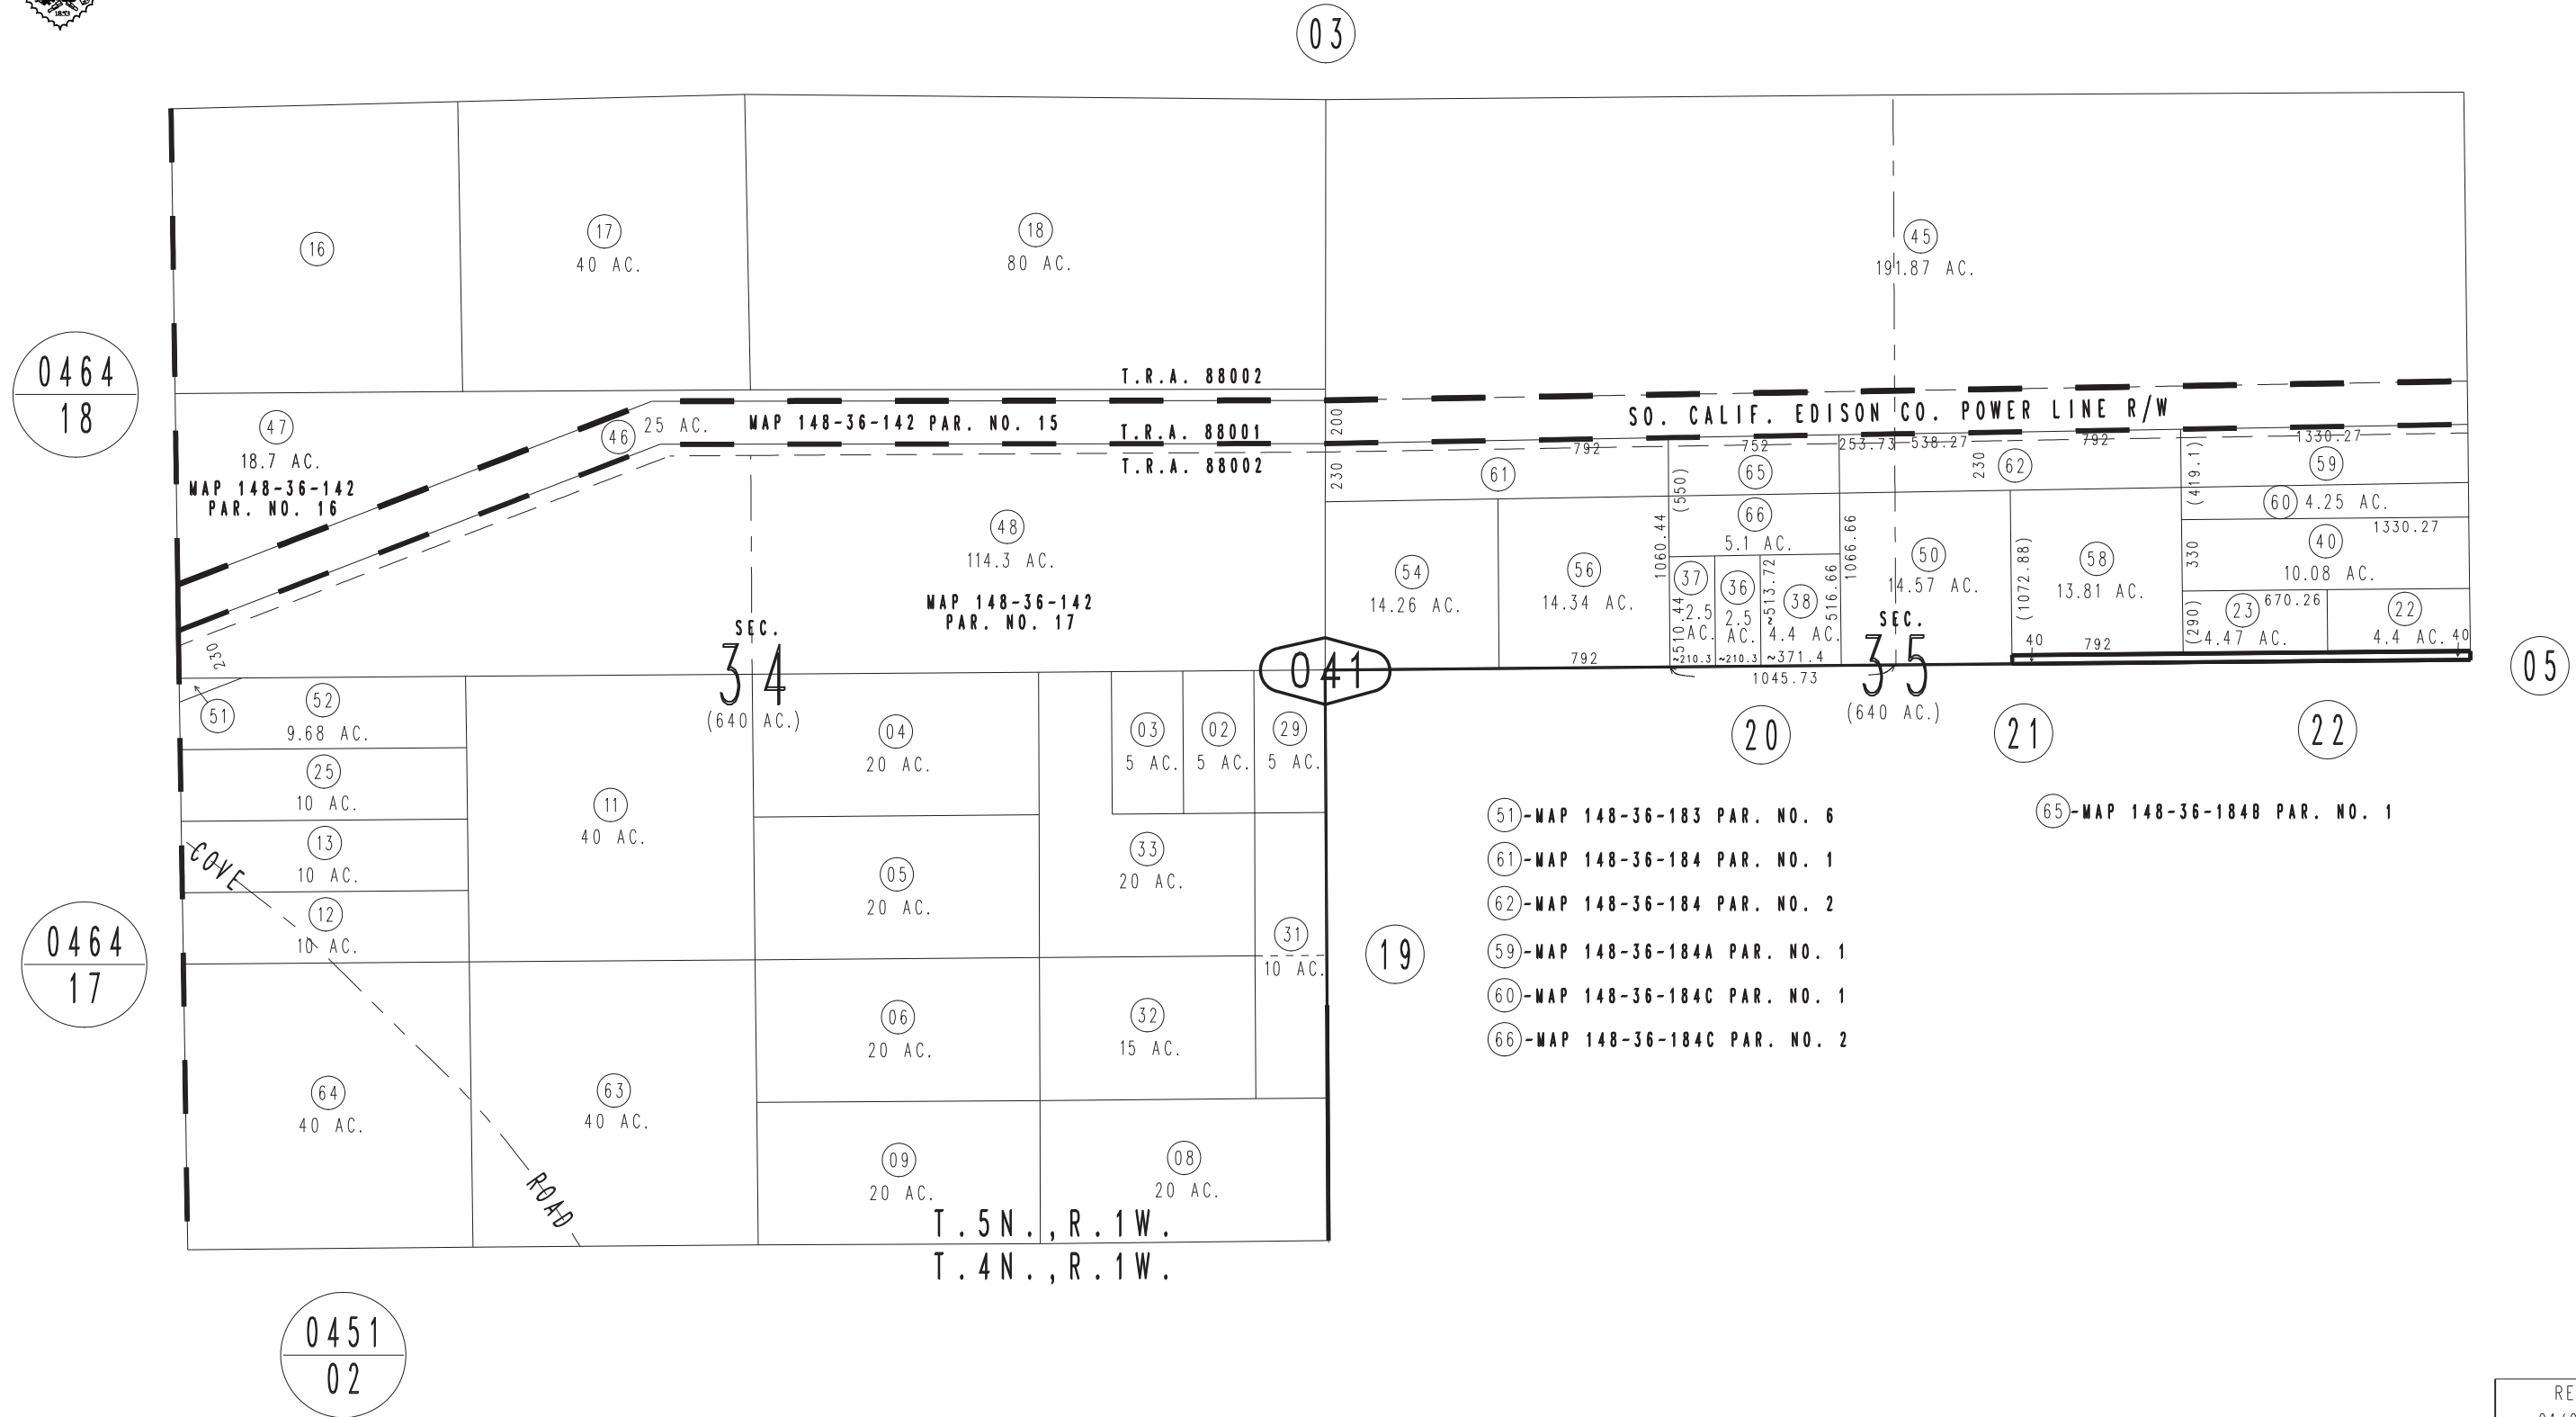 1853
03
16
17
40 AC.
18
80 AC.
45
191.87 AC.
0464
18
T.R.A. 88002
47
18.7 AC.
MAP 148-36-142
PAR. NO. 16
46
25 AC.
MAP 148-36-142 PAR. NO. 15
T.R.A. 88001
T.R.A. 88002
200
230
SO. CALIF. EDISON CO. POWER LINE R/W
792
752
253.73
538.27
792
1330.27
61
(550)
65
230
62
(419.1)
59
60
4.25 AC.
1330.27
48
114.3 AC.
MAP 148-36-142
PAR. NO. 17
54
14.26 AC.
56
14.34 AC.
1060.44
66
5.1 AC.
1066.66
50
14.57 AC.
(1072.88)
58
13.81 AC.
330
40
10.08 AC.
37
2.5
AC.
~510.44
36
2.5
AC.
~513.72
38
4.4 AC.
516.66
23
670.26
4.47 AC.
(290)
22
4.4 AC.
40
SEC.
34
(640 AC.)
SEC.
35
(640 AC.)
230
792
~210.3
~210.3
~371.4
1045.73
40
792
041
05
51
52
9.68 AC.
25
10 AC.
13
10 AC.
12
10 AC.
COVE
ROAD
11
40 AC.
04
20 AC.
03
5 AC.
02
5 AC.
29
5 AC.
20
21
22
05
20 AC.
33
20 AC.
31
10 AC.
19
0464
17
06
20 AC.
32
15 AC.
64
40 AC.
63
40 AC.
09
20 AC.
08
20 AC.
51-MAP 148-36-183 PAR. NO. 6
61-MAP 148-36-184 PAR. NO. 1
62-MAP 148-36-184 PAR. NO. 2
59-MAP 148-36-184A PAR. NO. 1
60-MAP 148-36-184C PAR. NO. 1
66-MAP 148-36-184C PAR. NO. 2
65-MAP 148-36-184B PAR. NO. 1
T.5N.,R.1W.
T.4N.,R.1W.
0451
02
RE